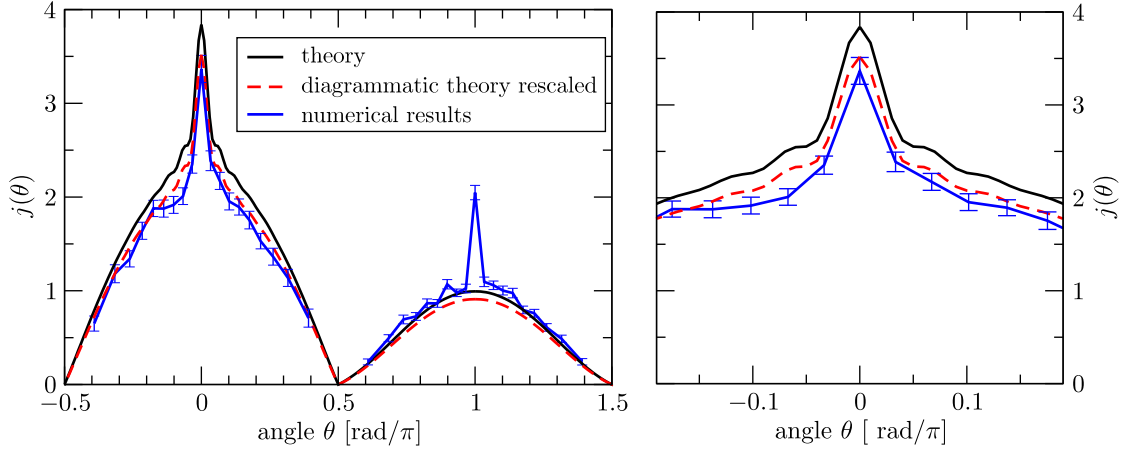 4
3
2
1
0
j(θ)
−0.5
0
0.5
1
1.5
angle θ [rad/π]
theory
diagrammatic theory rescaled
numerical results
4
3
2
1
0
j(θ)
−0.1
0
0.1
angle θ [ rad/π]